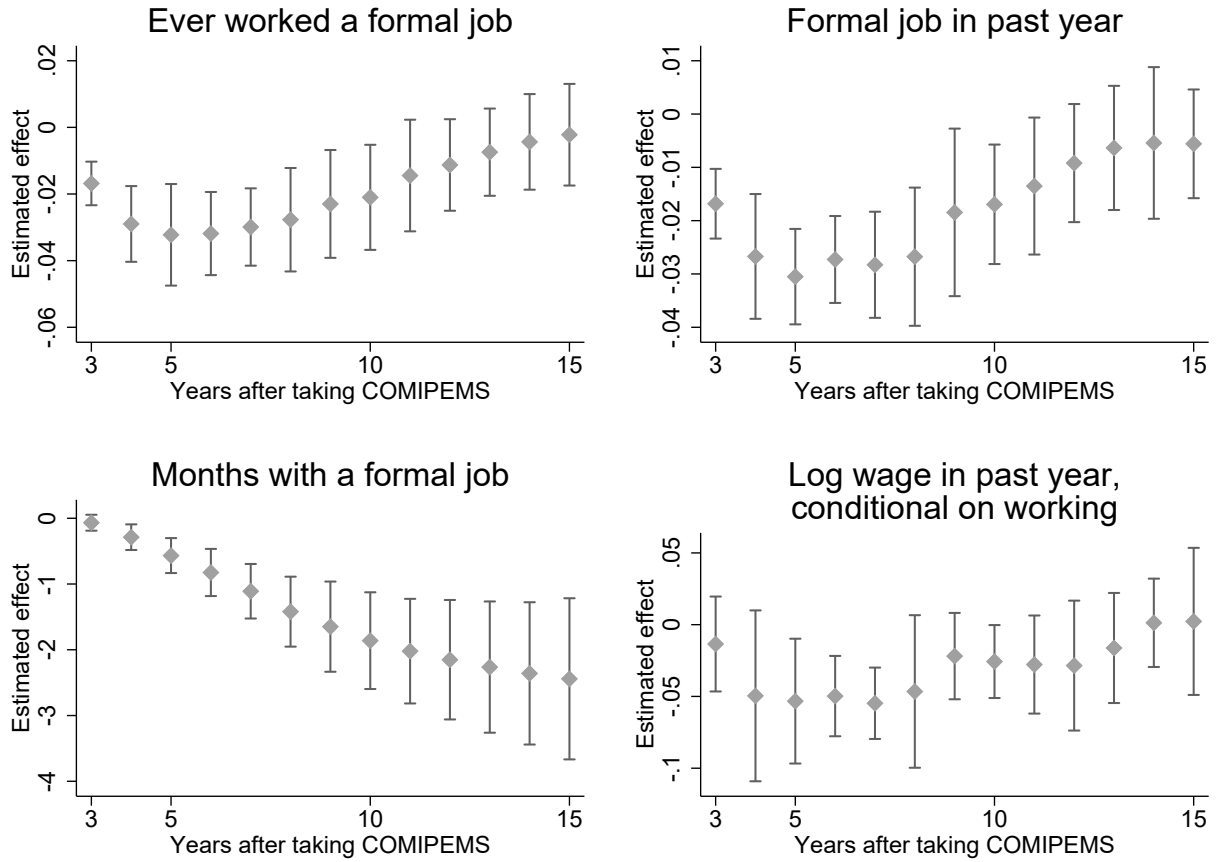 Ever worked a formal job
Estimated effect
.02
0
-.02
-.04
-.06
3 5 10 15
Years after taking COMIPEMS
Formal job in past year
Estimated effect
.01
0
-.01
-.02
-.03
-.04
3 5 10 15
Years after taking COMIPEMS
Months with a formal job
Estimated effect
0
-1
-2
-3
-4
3 5 10 15
Years after taking COMIPEMS
Log wage in past year,
conditional on working
Estimated effect
.05
0
-.05
-.1
3 5 10 15
Years after taking COMIPEMS